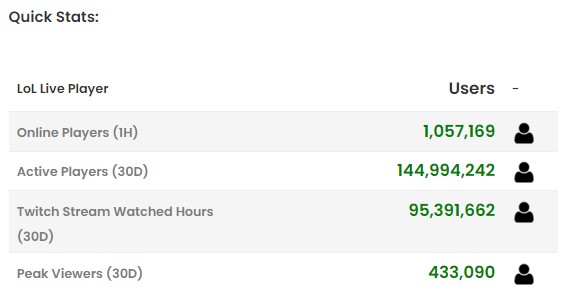 Quick Stats:
LoL Live Player Users -
Online Players (1H) 1,057,169
Active Players (30D) 144,994,242
Twitch Stream Watched Hours 95,391,662
(30D)
Peak Viewers (30D) 433,090